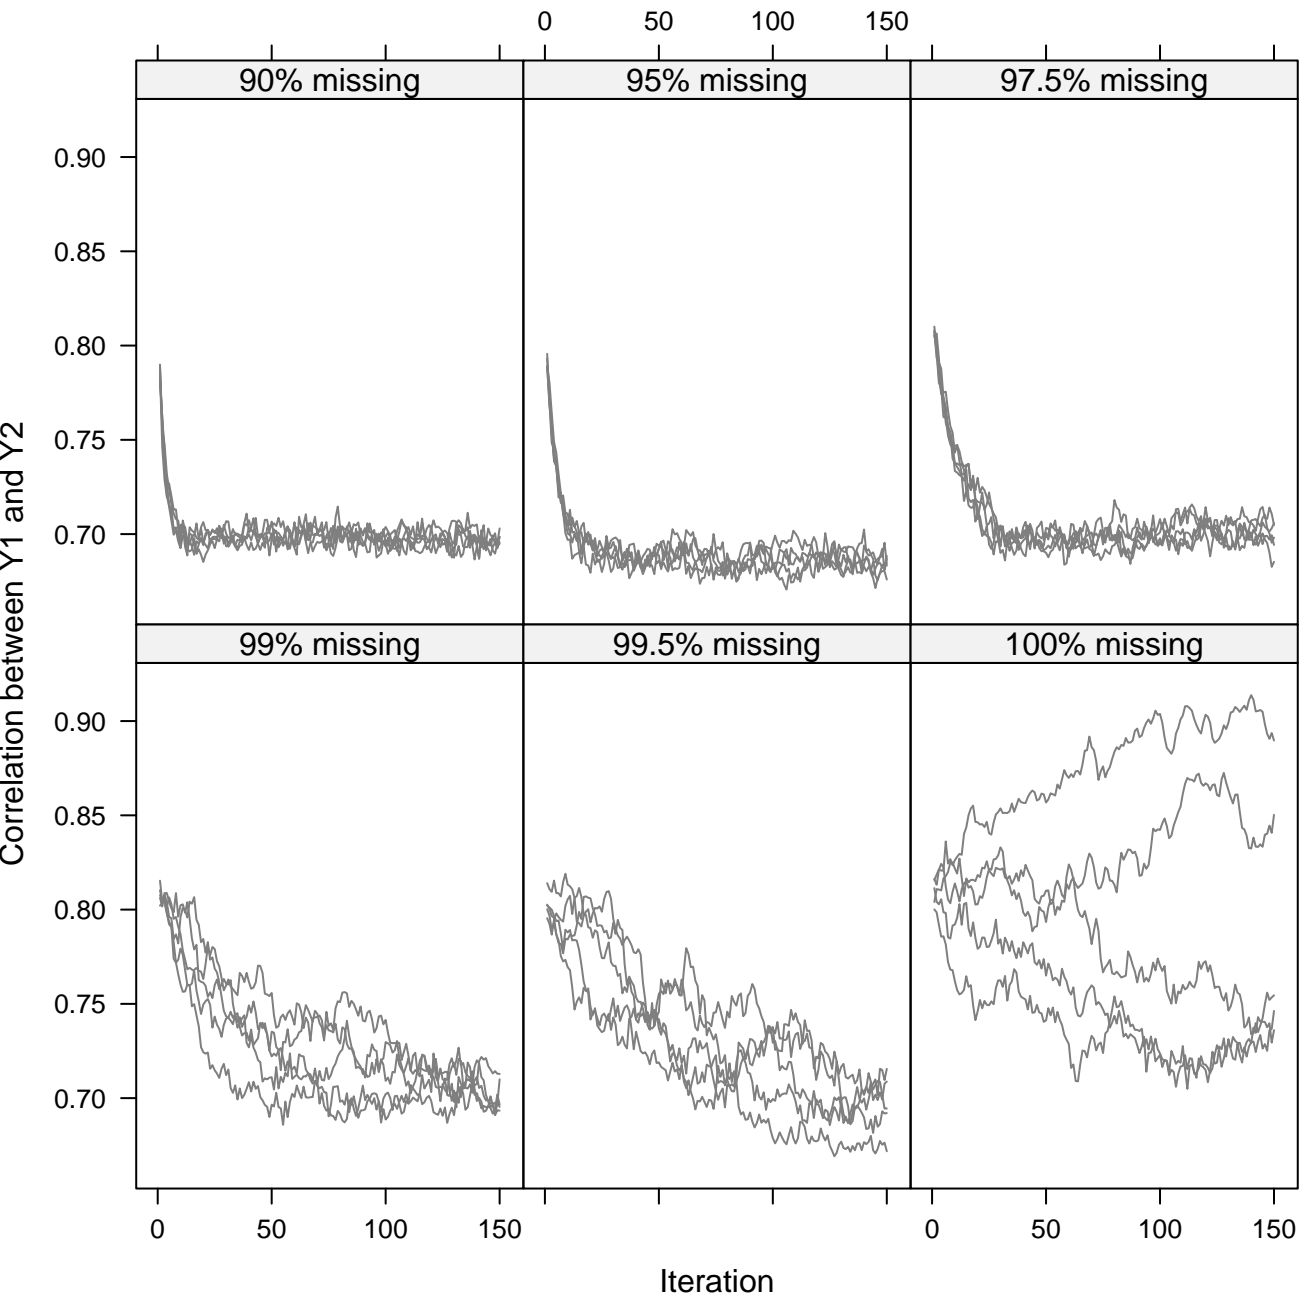 0 50 100 150
90% missing 95% missing 97.5% missing
0.90
0.85
0.80
0.75
0.70
99% missing 99.5% missing 100% missing
0.90
0.85
0.80
0.75
0.70
0 50 100 150 0 50 100 150
Iteration
Correlation between Y1 and Y2